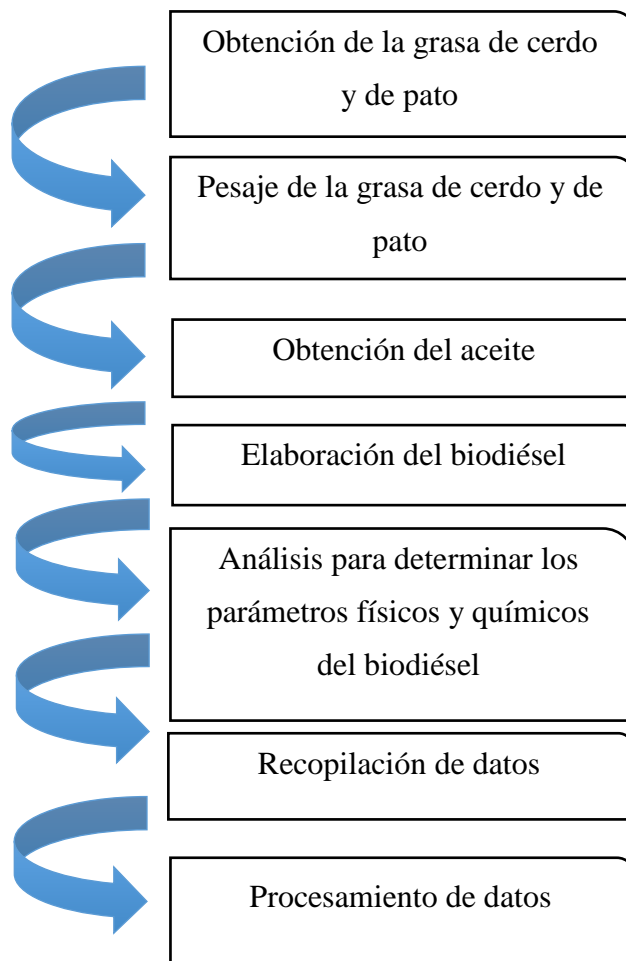 Obtención de la grasa de cerdo
y de pato
Pesaje de la grasa de cerdo y de
pato
Obtención del aceite
Elaboración del biodiésel
Análisis para determinar los
parámetros físicos y químicos
del biodiésel
Recopilación de datos
Procesamiento de datos